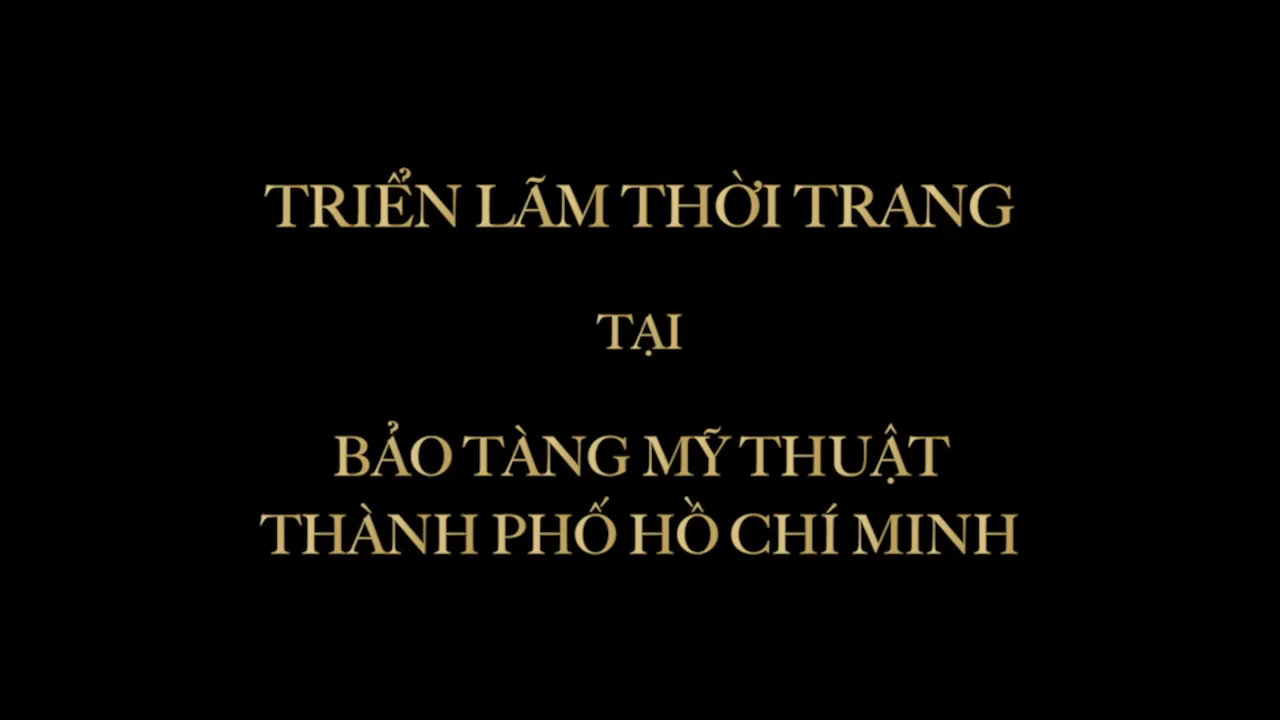 TRIỂN LÃM THỜI TRANG
TẠI
BẢO TÀNG MỸ THUẬT
THÀNH PHỐ HỒ CHÍ MINH